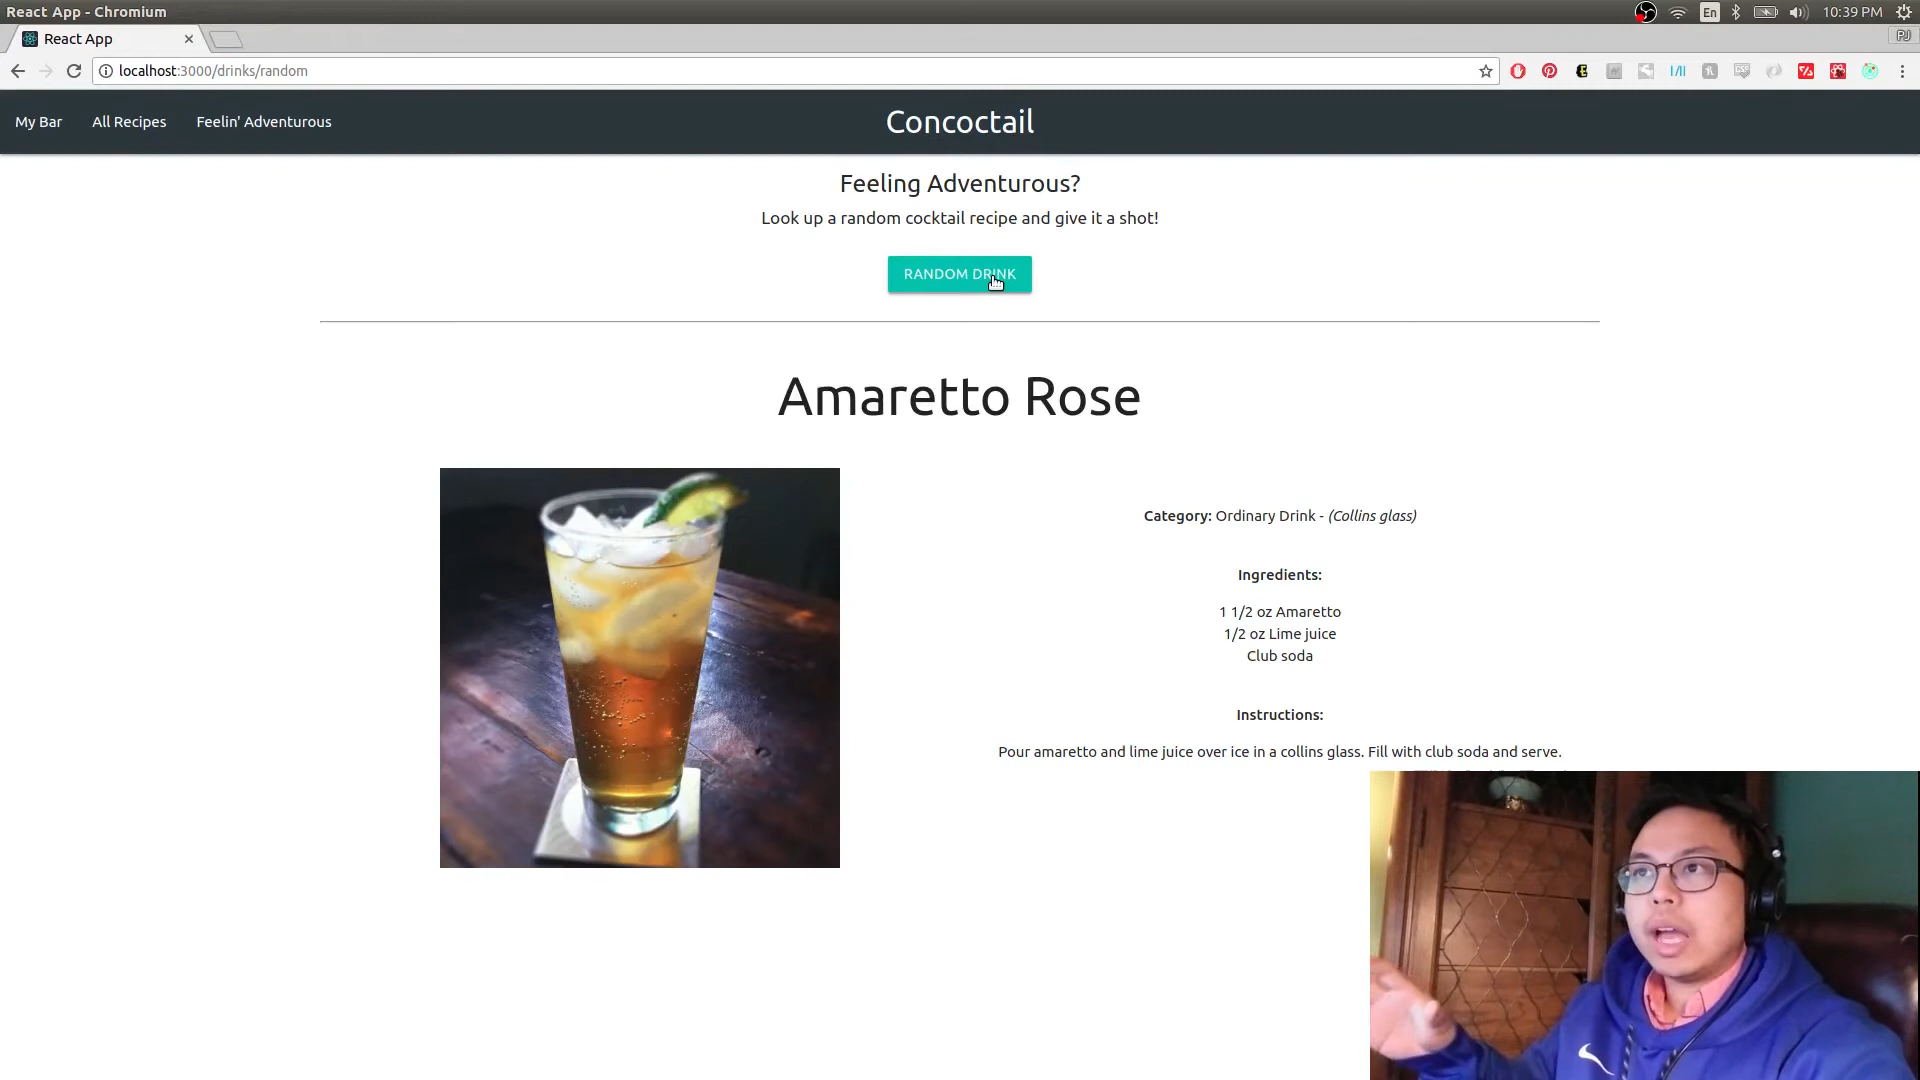 React App - Chromium
En
10:39 PM
React App
PJ
localhost:3000/drinks/random
My Bar
All Recipes
Feelin' Adventurous
Concoctail
Feeling Adventurous?
Look up a random cocktail recipe and give it a shot!
RANDOM DRINK
Amaretto Rose
Category: Ordinary Drink - (Collins glass)
Ingredients:
1 1/2 oz Amaretto
1/2 oz Lime juice
Club soda
Instructions:
Pour amaretto and lime juice over ice in a collins glass. Fill with club soda and serve.